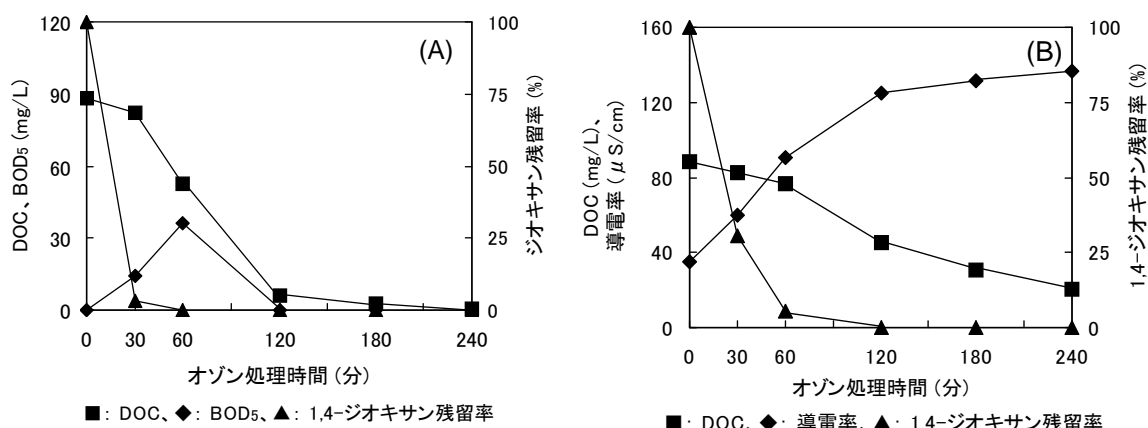 (A)
DOC、BOD5 (mg/L)
120
90
60
30
0
100
75
50
25
0
ジオキサン残留率 (%)
0 30 60 120 180 240
オゾン処理時間 (分)
■: DOC、◆: BOD5、▲: 1,4-ジオキサン残留率
(B)
DOC (mg/L)、
導電率 (μS/cm)
160
120
80
40
0
100
75
50
25
0
1,4-ジオキサン残留率 (%)
0 30 60 120 180 240
オゾン処理時間 (分)
■: DOC、◆: 導電率、▲: 1,4-ジオキサン残留率